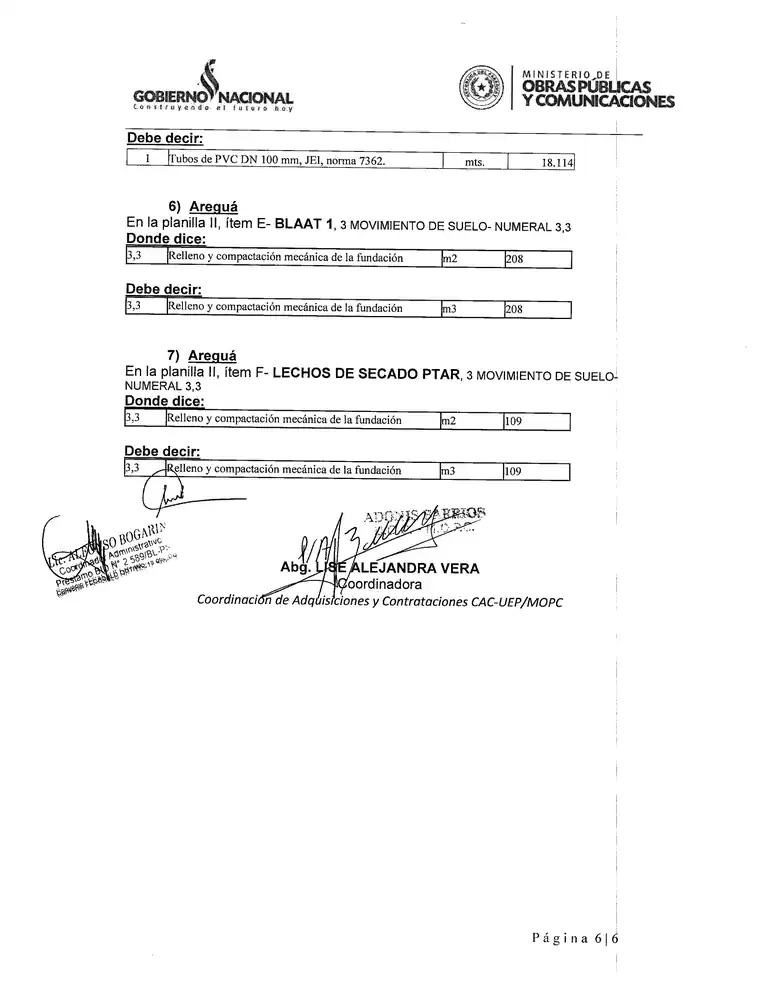 GOBIERNO NACIONAL
Construyendo el futuro hoy
MINISTERIO DE
OBRAS PÚBLICAS
Y COMUNICACIONES
Debe decir:
1 Tubos de PVC DN 100 mm, JEI, norma 7362. mts. 18.114
6) Areguá
En la planilla II, ítem E- BLAAT 1, 3 MOVIMIENTO DE SUELO- NUMERAL 3,3
Donde dice:
3,3 Relleno y compactación mecánica de la fundación m2 208
Debe decir:
3,3 Relleno y compactación mecánica de la fundación m3 208
7) Areguá
En la planilla II, ítem F- LECHOS DE SECADO PTAR, 3 MOVIMIENTO DE SUELO-
NUMERAL 3,3
Donde dice:
3,3 Relleno y compactación mecánica de la fundación m2 109
Debe decir:
3,3 Relleno y compactación mecánica de la fundación m3 109
ADONIS BARRIOS
BOGARIN
Administrativo
Abg. LISE ALEJANDRA VERA
Coordinadora
Coordinación de Adquisiciones y Contrataciones CAC-UEP/MOPC
Página 6|6